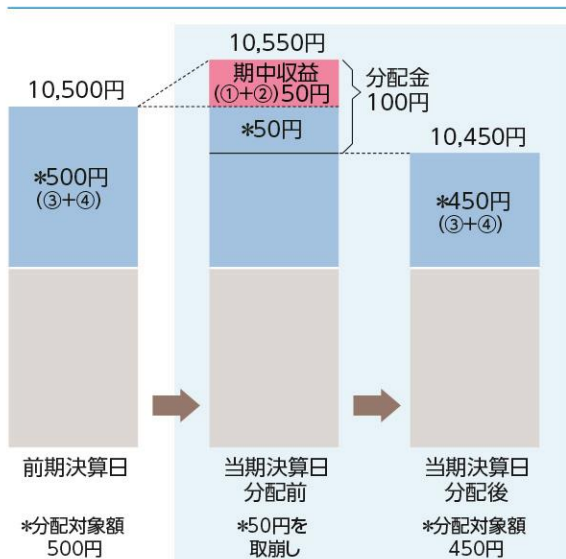 10,550円
期中収益
(①+②)50円
分配金
100円
10,500円
*50円
10,450円
*500円
(③+④)
*450円
(③+④)
前期決算日
当期決算日
分配前
当期決算日
分配後
*分配対象額
500円
*50円を
取崩し
*分配対象額
450円